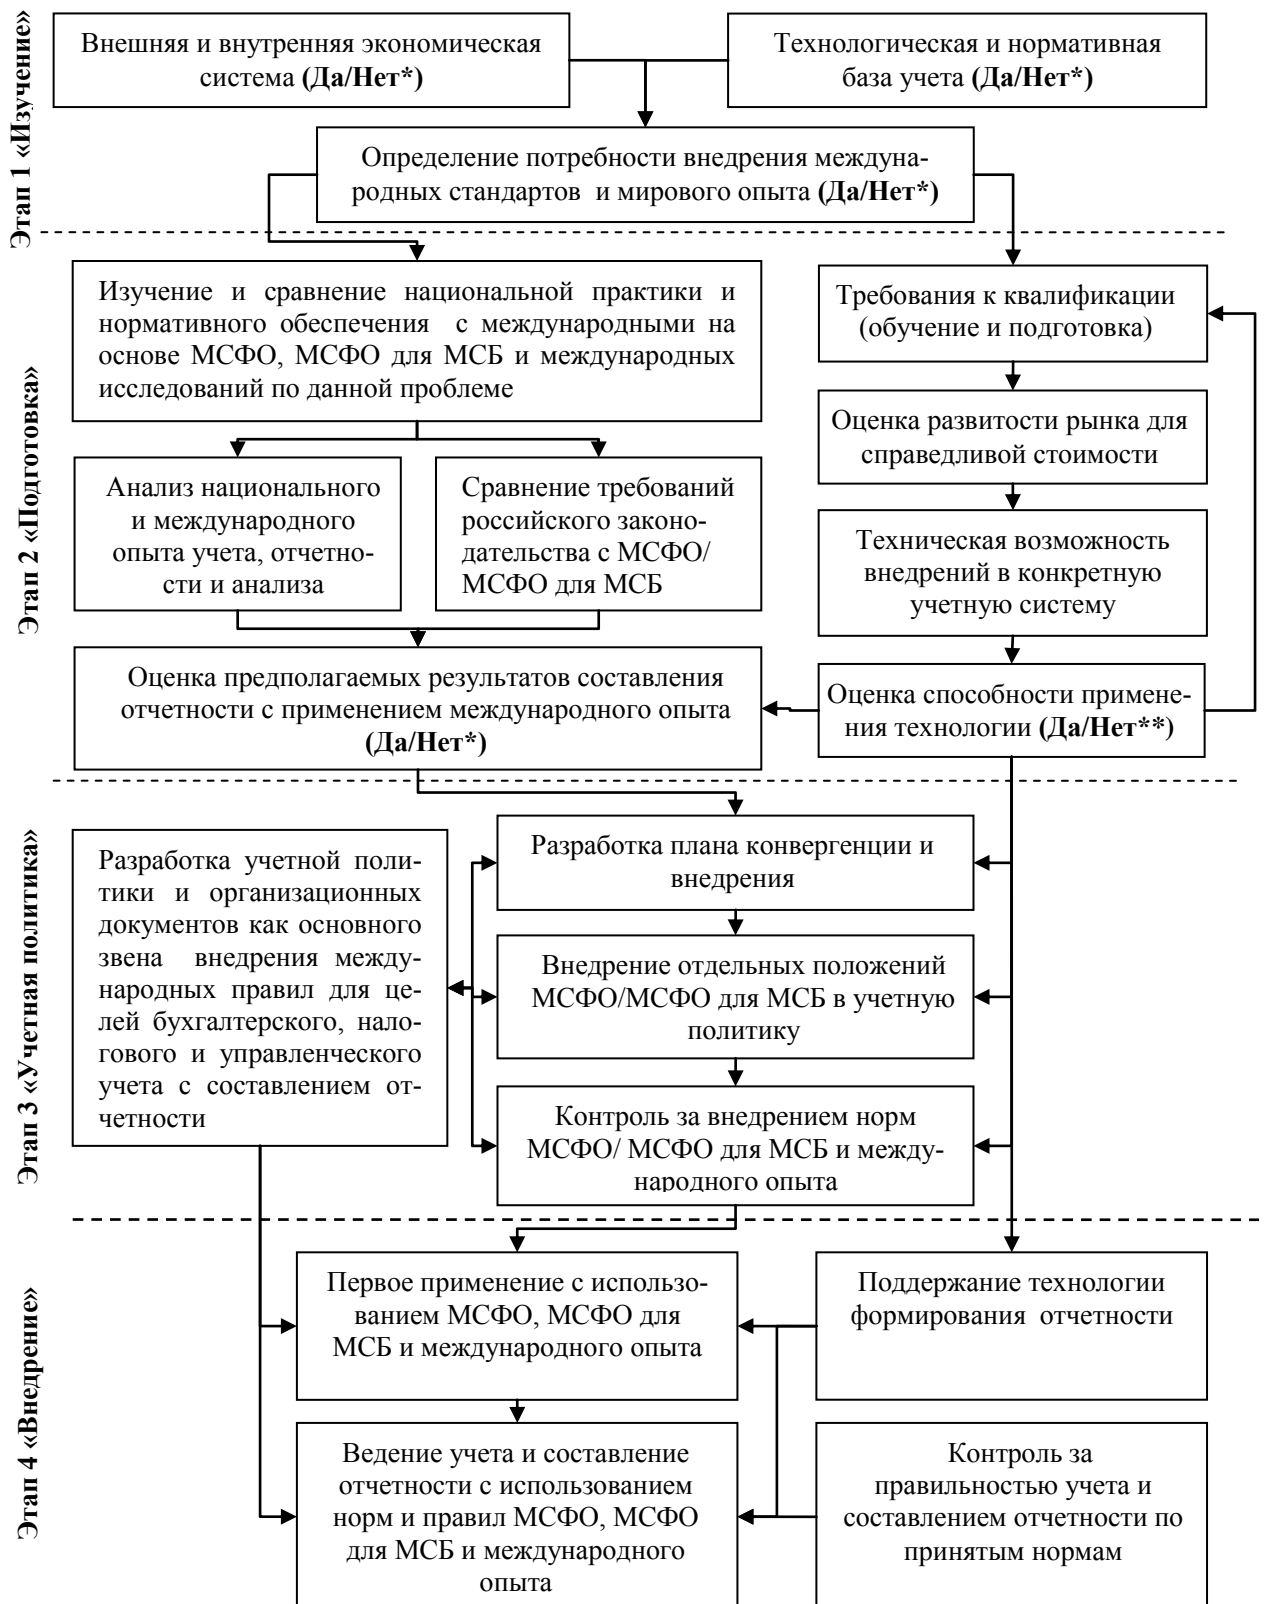 Этап 1 «Изучение»
Внешняя и внутренняя экономическая
система (Да/Нет*)
Технологическая и нормативная
база учета (Да/Нет*)
Определение потребности внедрения междуна-
родных стандартов и мирового опыта (Да/Нет*)
Этап 2 «Подготовка»
Изучение и сравнение национальной практики и
нормативного обеспечения с международными на
основе МСФО, МСФО для МСБ и международных
исследований по данной проблеме
Требования к квалификации
(обучение и подготовка)
Оценка развитости рынка для
справедливой стоимости
Анализ национального
и международного
опыта учета, отчетно-
сти и анализа
Сравнение требований
российского законо-
дательства с МСФО/
МСФО для МСБ
Техническая возможность
внедрений в конкретную
учетную систему
Оценка предполагаемых результатов составления
отчетности с применением международного опыта
(Да/Нет*)
Оценка способности примене-
ния технологии (Да/Нет**)
Этап 3 «Учетная политика»
Разработка учетной поли-
тики и организационных
документов как основного
звена внедрения между-
народных правил для це-
лей бухгалтерского, нало-
гового и управленческого
учета с составлением от-
четности
Разработка плана конвергенции и
внедрения
Внедрение отдельных положений
МСФО/МСФО для МСБ в учетную
политику
Контроль за внедрением норм
МСФО/ МСФО для МСБ и между-
народного опыта
Этап 4 «Внедрение»
Первое применение с использо-
ванием МСФО, МСФО для
МСБ и международного опыта
Поддержание технологии
формирования отчетности
Ведение учета и составление
отчетности с использованием
норм и правил МСФО, МСФО
для МСБ и международного
опыта
Контроль за
правильностью учета и
составлением отчетности по
принятым нормам